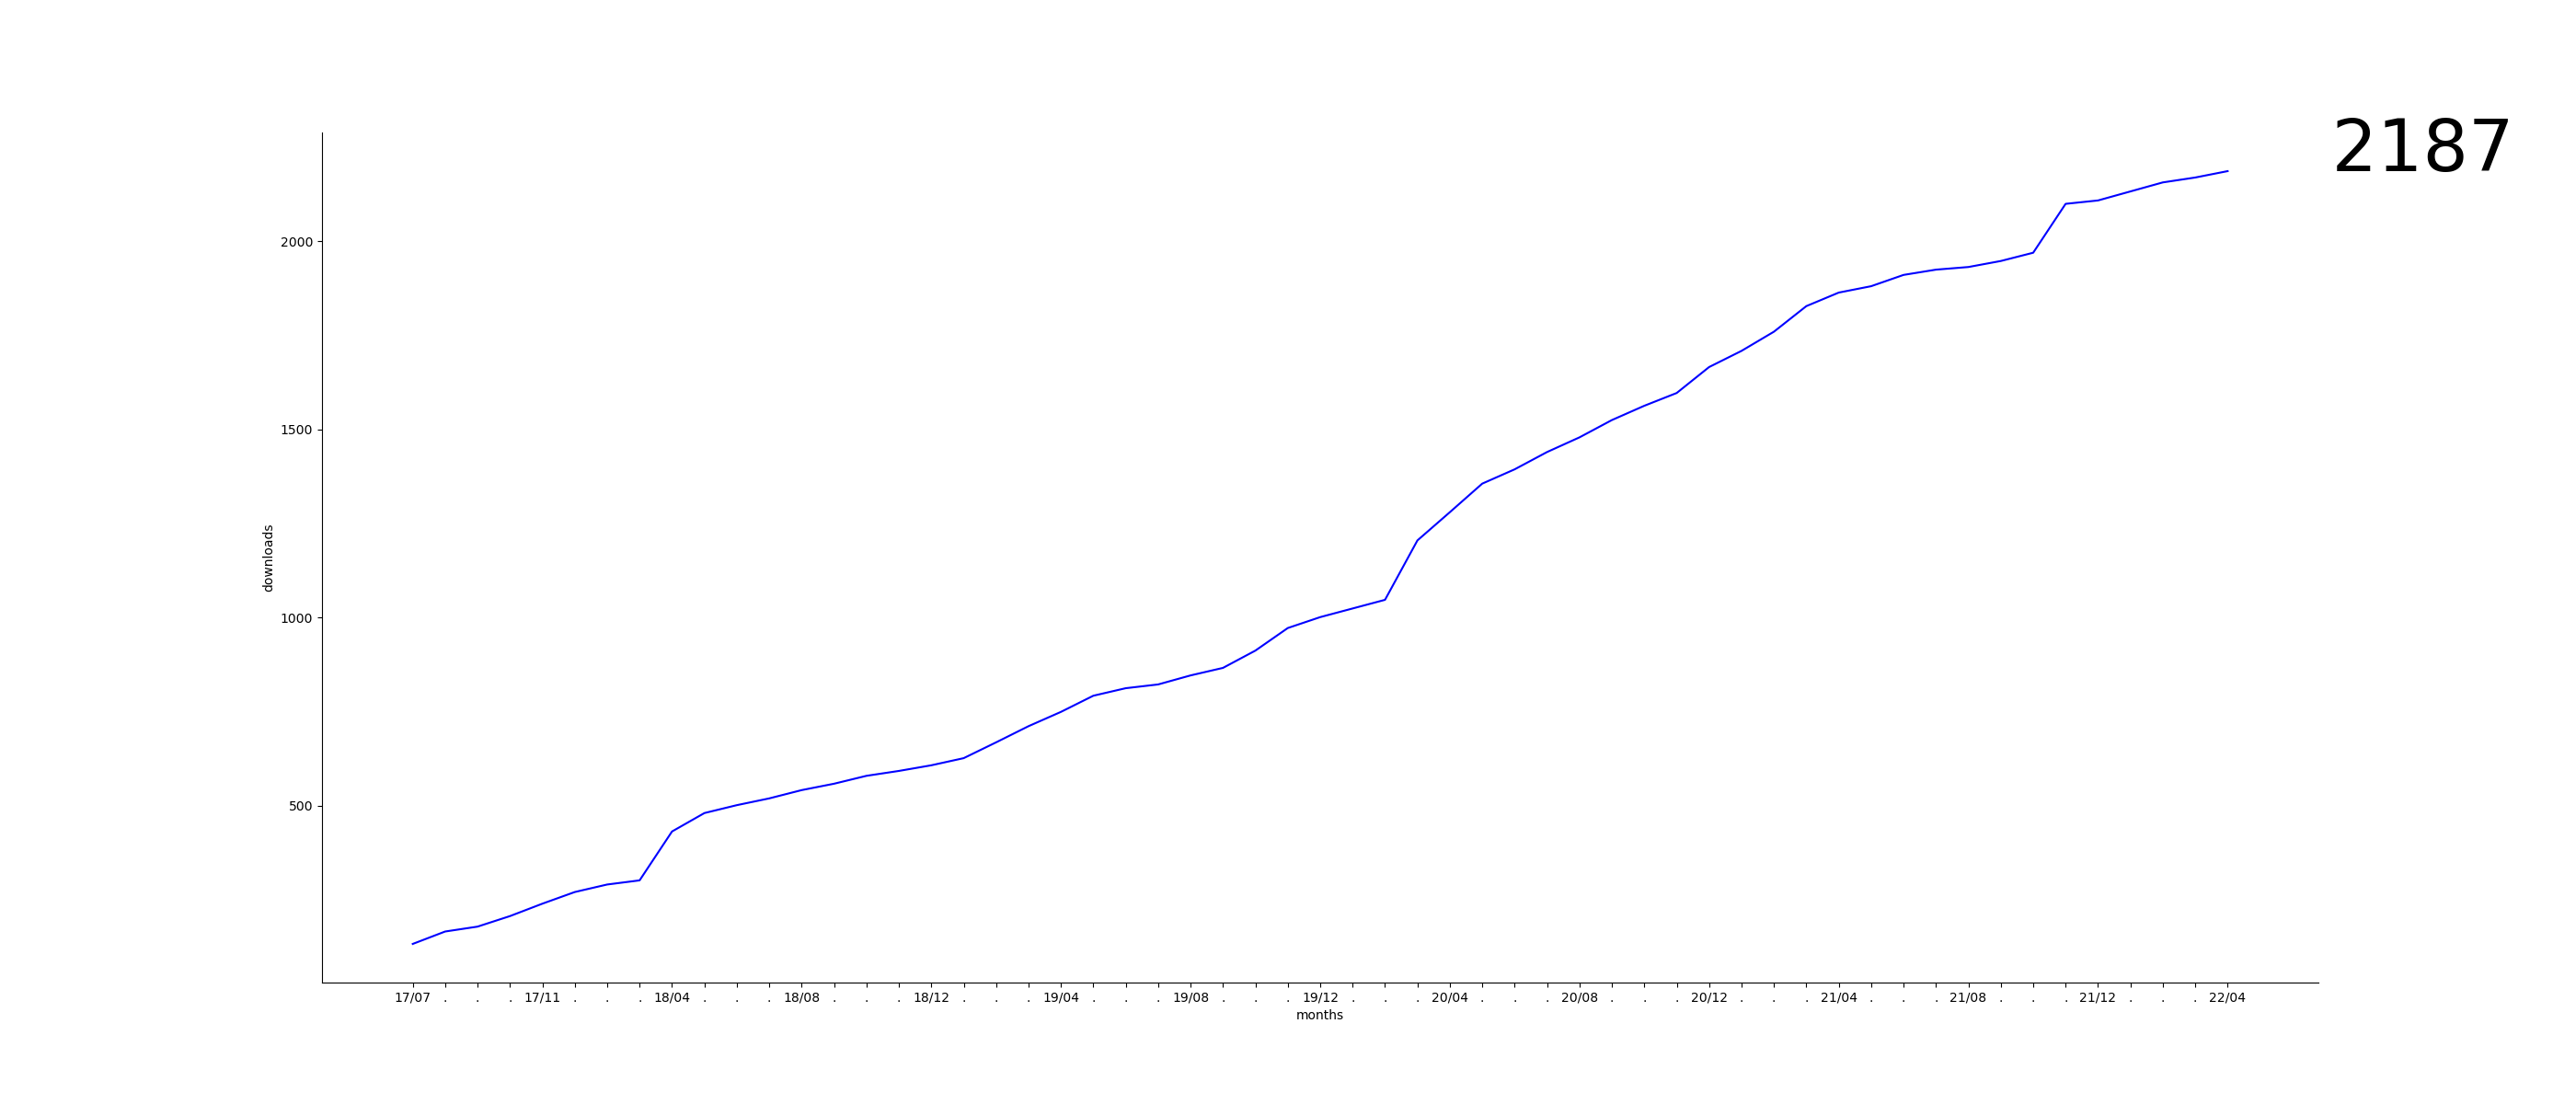 2187
2000
1500
1000
500
downloads
17/07 . . . 17/11 . . . 18/04 . . . 18/08 . . . 18/12 . . . 19/04 . . . 19/08 . . . 19/12 . . . 20/04 . . . 20/08 . . . 20/12 . . . 21/04 . . . 21/08 . . . 21/12 . . . 22/04
months